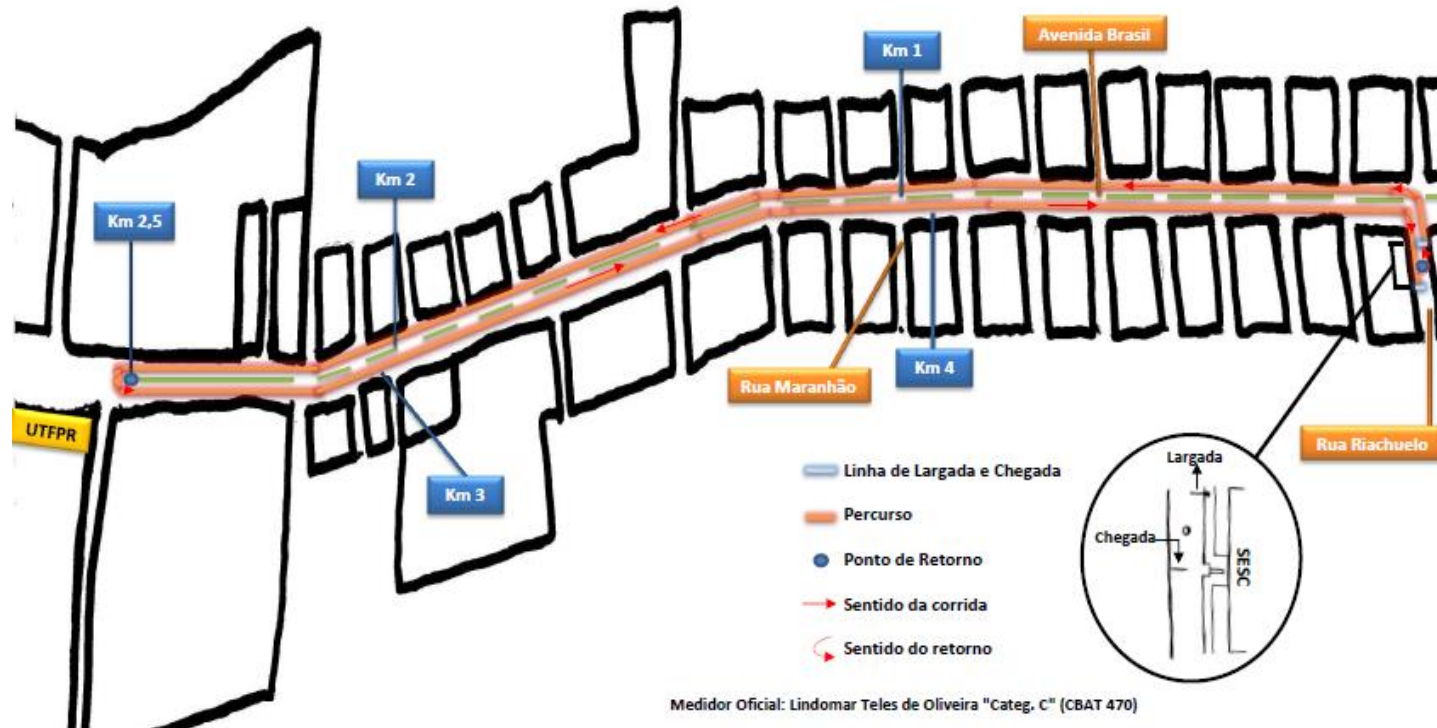 Avenida Brasil
Km 1
Km 2
Km 2,5
Rua Maranhão
Km 4
UTFPR
Rua Riachuelo
Km 3
Linha de Largada e Chegada
Percurso
Ponto de Retorno
Sentido da corrida
Sentido do retorno
Largada
Chegada
SESC
Medidor Oficial: Lindomar Teles de Oliveira "Categ. C" (CBAT 470)